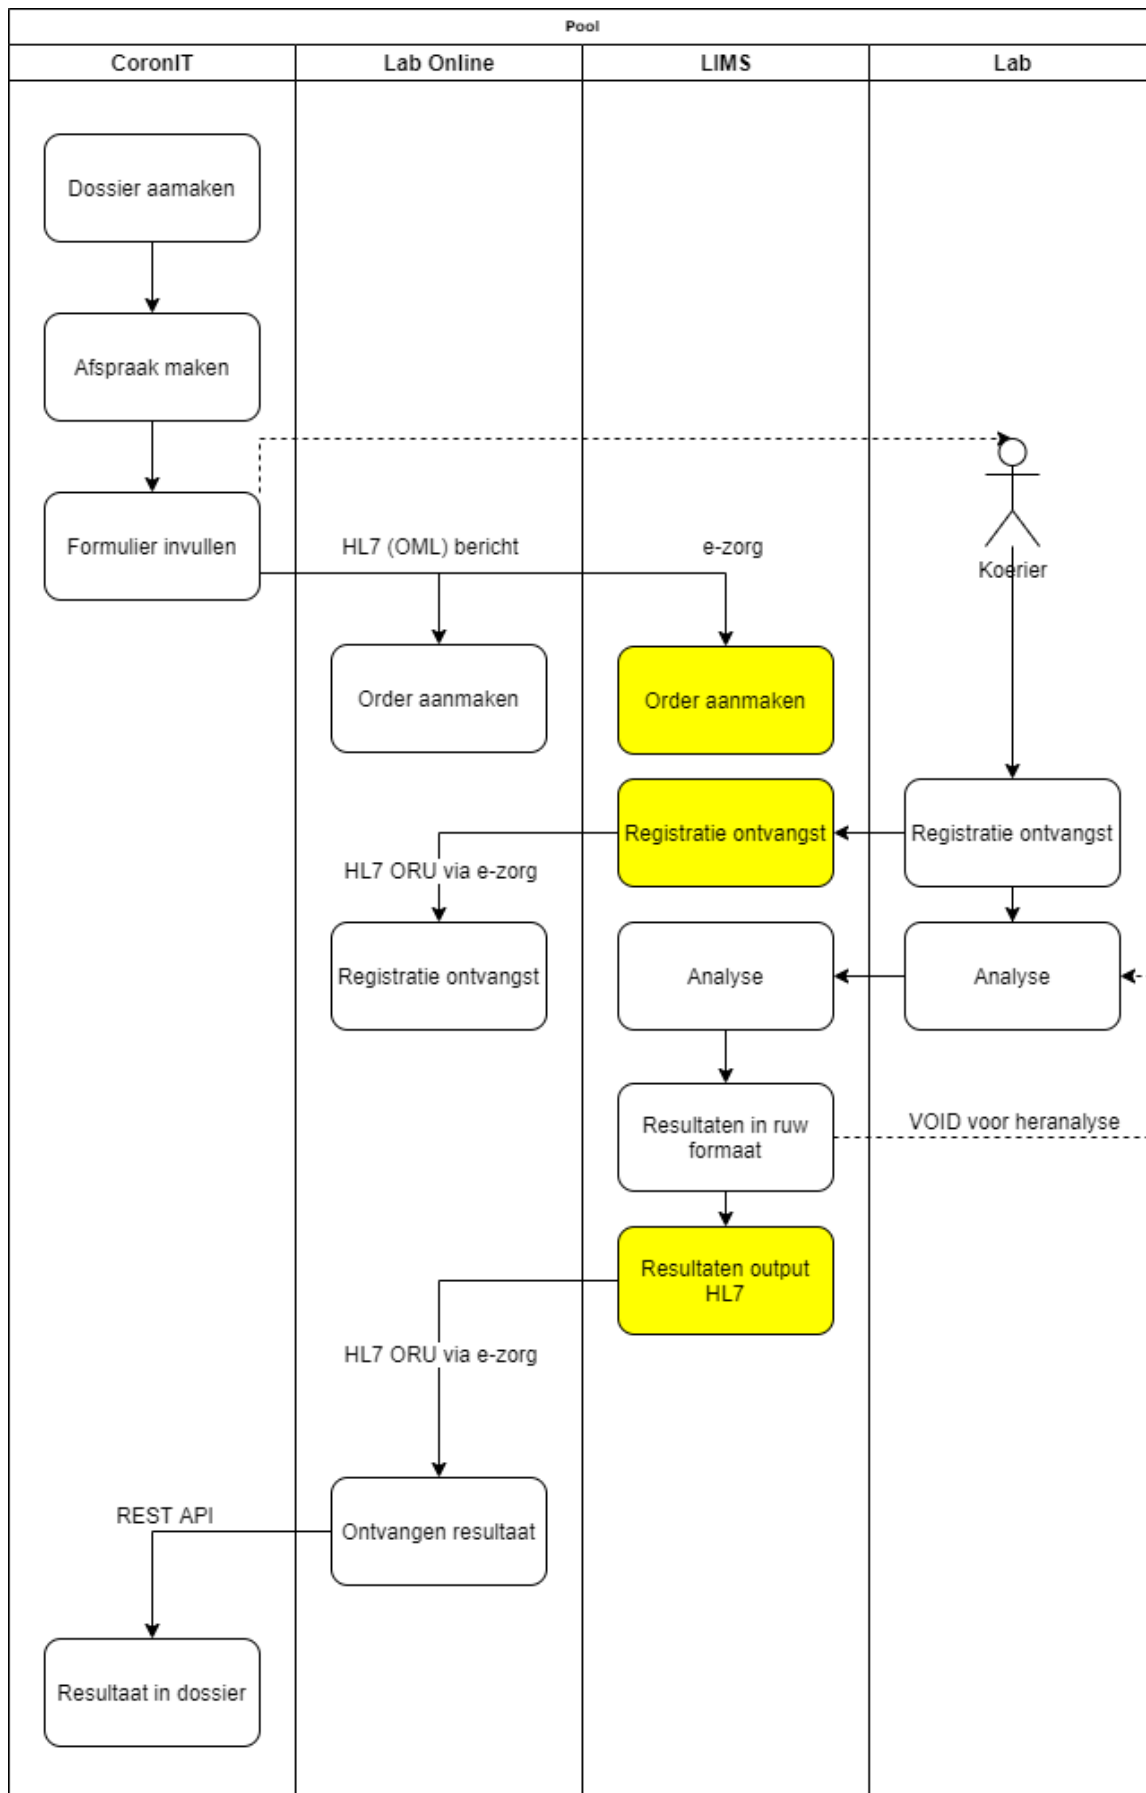 Pool
CoronIT
Lab Online
LIMS
Lab
Dossier aamaken
Afspraak maken
Formulier invullen
HL7 (OML) bericht
e-zorg
Koerier
Order aanmaken
Order aanmaken
Registratie ontvangst
Registratie ontvangst
HL7 ORU via e-zorg
Registratie ontvangst
Analyse
Analyse
Resultaten in ruw
formaat
VOID voor heranalyse
Resultaten output
HL7
HL7 ORU via e-zorg
REST API
Ontvangen resultaat
Resultaat in dossier